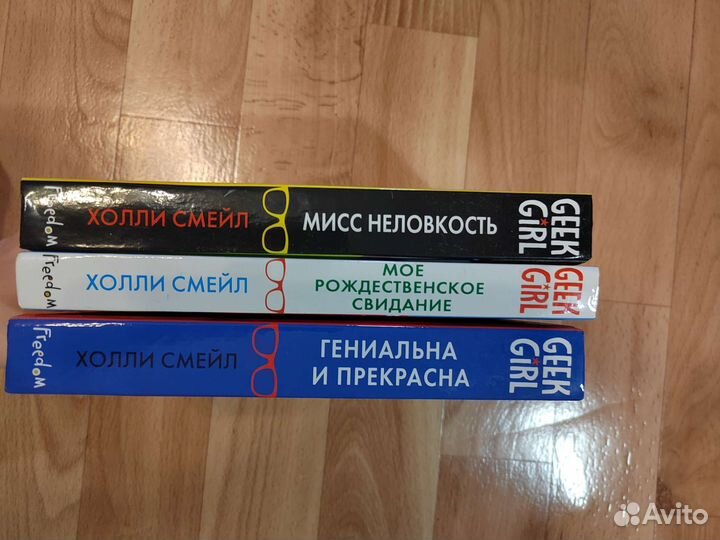 Freedom
ХОЛЛИ СМЕЙЛ
МИСС НЕЛОВКОСТЬ
GEEK
GIRL
Freedom
ХОЛЛИ СМЕЙЛ
МОЕ
РОЖДЕСТВЕНСКОЕ
СВИДАНИЕ
GEEK
GIRL
Freedom
ХОЛЛИ СМЕЙЛ
ГЕНИАЛЬНА
И ПРЕКРАСНА
GEEK
GIRL
Avito